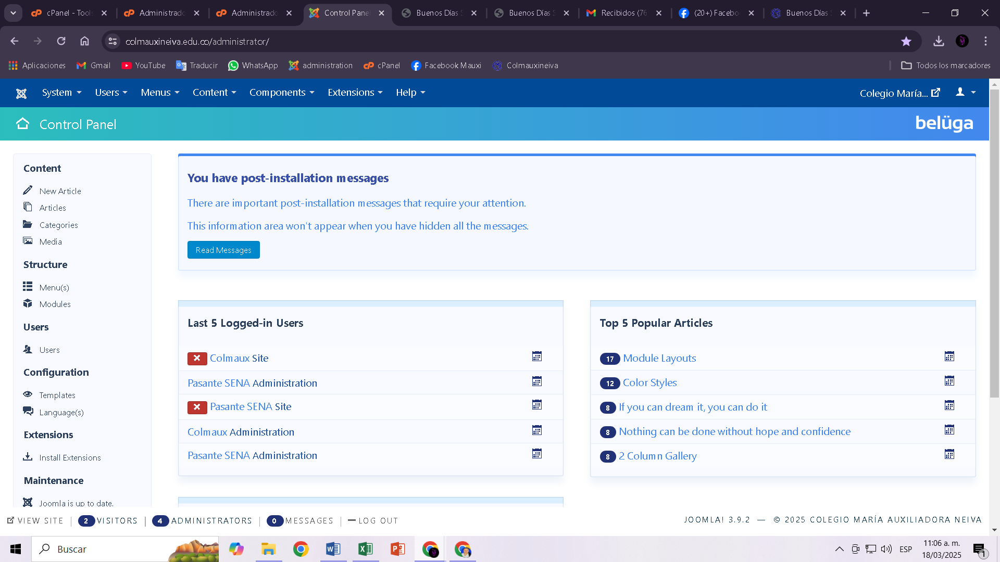 cPanel - Tools
Administrado
Administrado
Control Panel
Buenos Días S
Buenos Días S
Recibidos (76
(20+) Facebo
Buenos Días S
colmauxineiva.edu.co/administrator/
Aplicaciones
Gmail
YouTube
Traducir
WhatsApp
administration
cPanel
Facebook Mauxi
Colmauxineiva
Todos los marcadores
System
Users
Menus
Content
Components
Extensions
Help
Colegio María...
Control Panel
belüga
Content
New Article
Articles
Categories
Media
Structure
Menu(s)
Modules
Users
Users
Configuration
Templates
Language(s)
Extensions
Install Extensions
Maintenance
Joomla is up to date.
You have post-installation messages
There are important post-installation messages that require your attention.
This information area won't appear when you have hidden all the messages.
Read Messages
Last 5 Logged-in Users
Colmaux Site
Pasante SENA Administration
Pasante SENA Site
Colmaux Administration
Pasante SENA Administration
Top 5 Popular Articles
17 Module Layouts
12 Color Styles
8 If you can dream it, you can do it
8 Nothing can be done without hope and confidence
8 2 Column Gallery
VIEW SITE | 2 VISITORS | 4 ADMINISTRATORS | 0 MESSAGES | LOG OUT
JOOMLA! 3.9.2 — © 2025 COLEGIO MARÍA AUXILIADORA NEIVA
Buscar
ESP
11:06 a. m.
18/03/2025
1